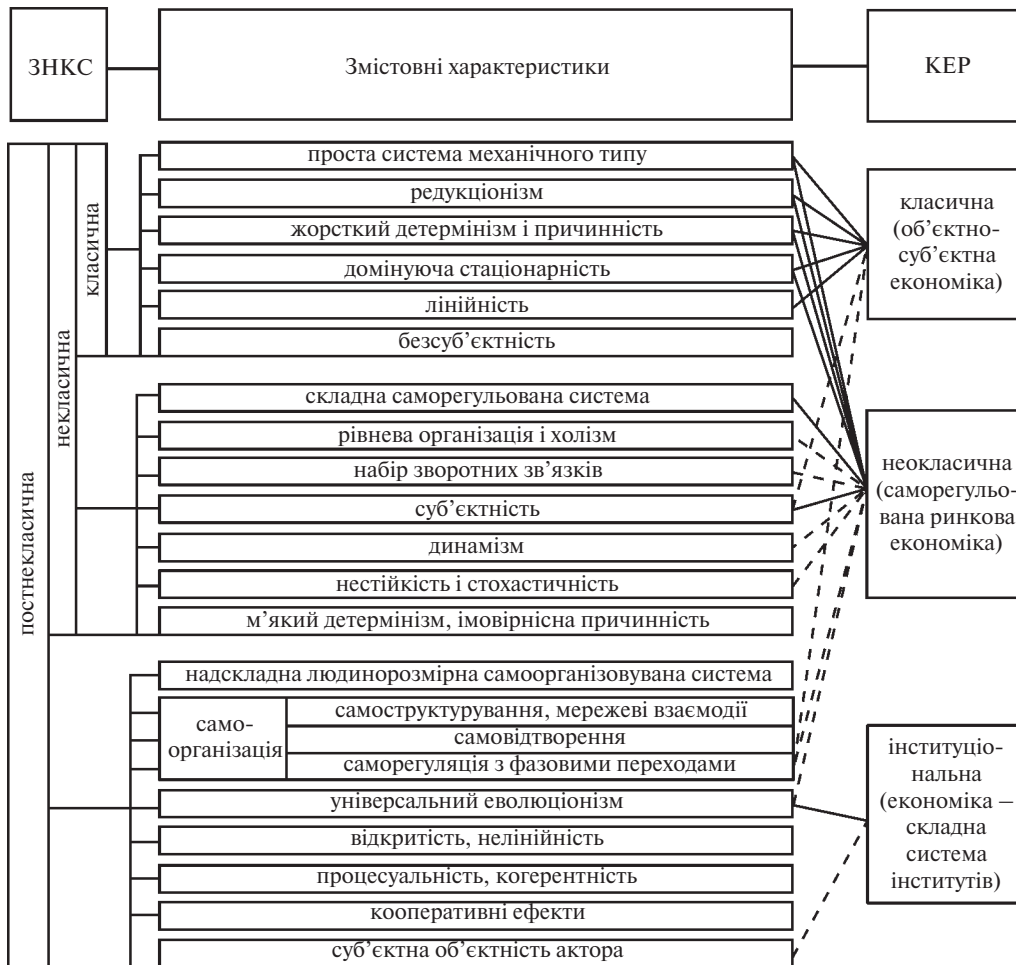 ЗНКС
Змістовні характеристики
КЕР
постнекласична
некласична
класична
проста система механічного типу
редукціонізм
жорсткий детермінізм і причинність
домінуюча стаціонарність
лінійність
безсуб’єктність
класична
(об’єктно-
суб’єктна
економіка)
складна саморегульована система
рівнева організація і холізм
набір зворотних зв’язків
суб’єктність
динамізм
нестійкість і стохастичність
м’який детермінізм, імовірнісна причинність
неокласична
(саморегульо-
вана ринкова
економіка)
надскладна людинорозмірна самоорганізовувана система
само-
організація
самоструктурування, мережеві взаємодії
самовідтворення
саморегуляція з фазовими переходами
універсальний еволюціонізм
відкритість, нелінійність
процесуальність, когерентність
кооперативні ефекти
суб’єктна об’єктність актора
інституціо-
нальна
(економіка –
складна
система
інститутів)